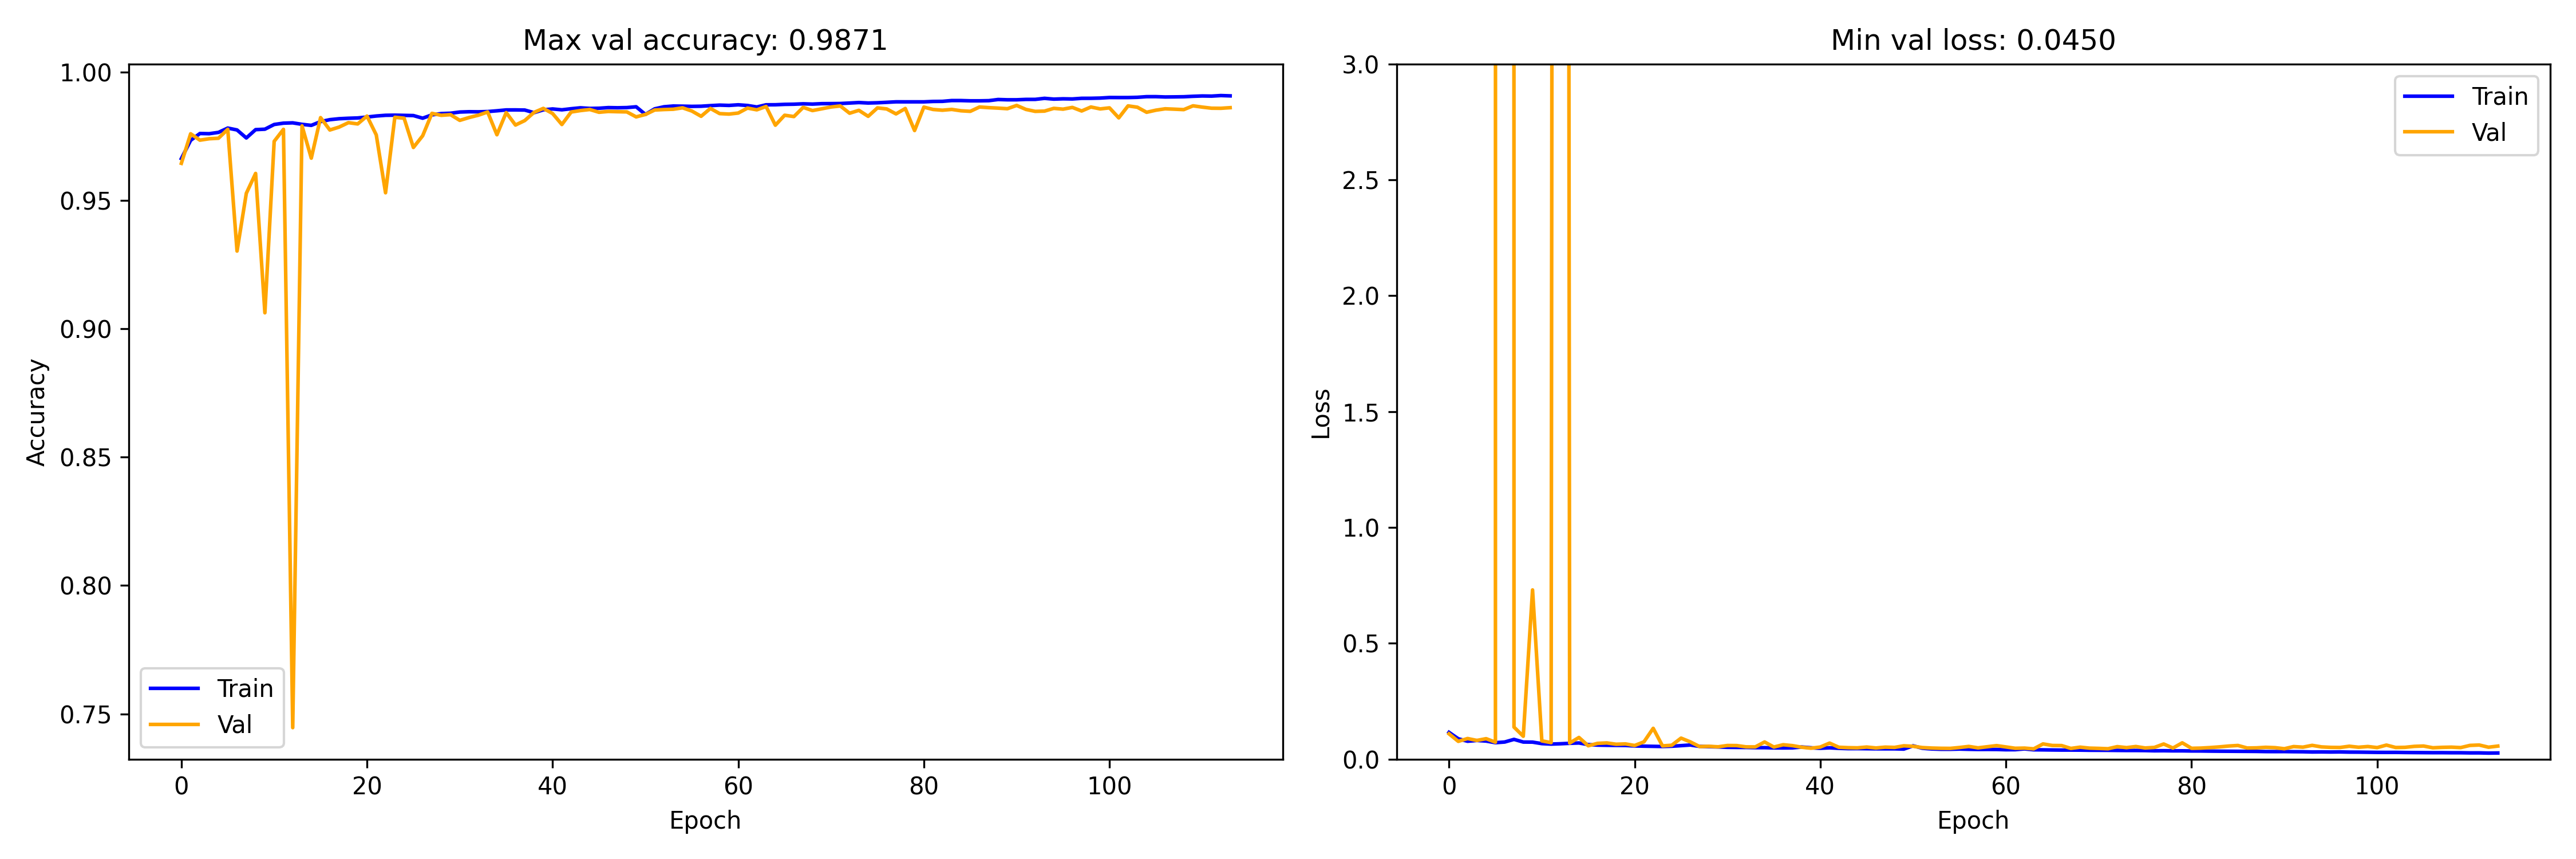 Max val accuracy: 0.9871
1.00
0.95
0.90
0.85
0.80
0.75
Accuracy
Train
Val
0 20 40 60 80 100
Epoch
Min val loss: 0.0450
3.0
2.5
2.0
1.5
1.0
0.5
0.0
Loss
Train
Val
0 20 40 60 80 100
Epoch